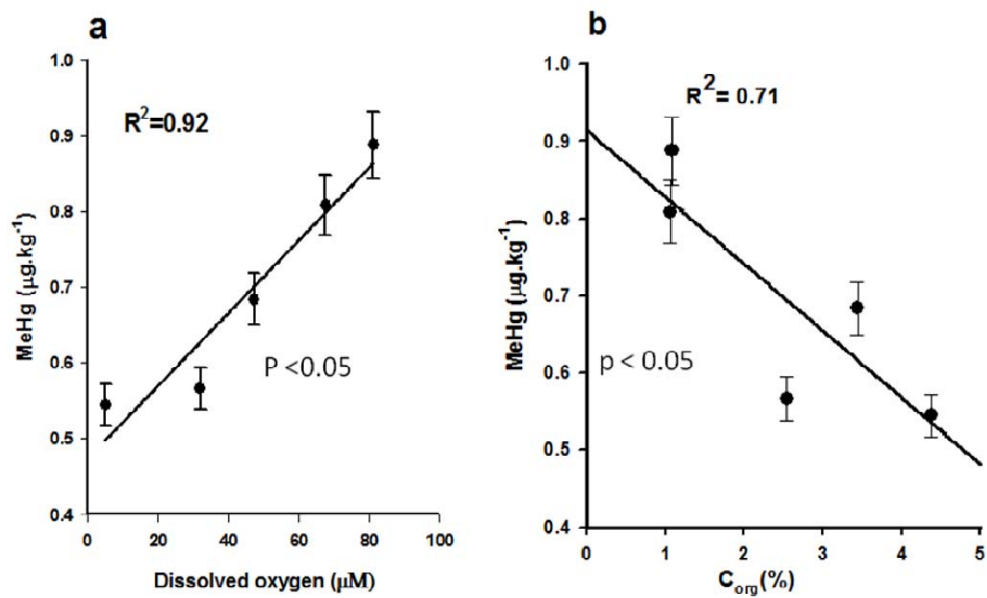 a
1.0
0.9
0.8
0.7
0.6
0.5
0.4
MeHg (μg.kg⁻¹)
R²=0.92
P <0.05
0 20 40 60 80 100
Dissolved oxygen (μM)
b
1.0
0.9
0.8
0.7
0.6
0.5
0.4
MeHg (μg.kg⁻¹)
R²= 0.71
p < 0.05
0 1 2 3 4 5
Corg(%)